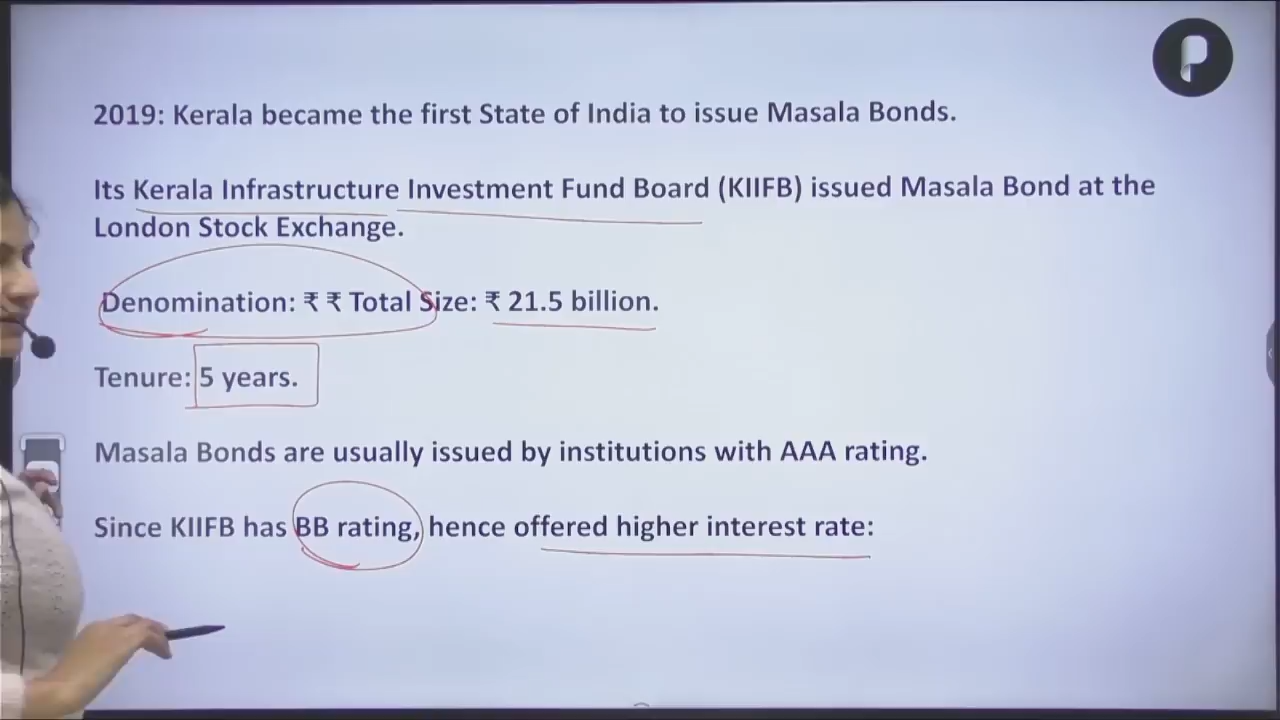 2019: Kerala became the first State of India to issue Masala Bonds.
Its Kerala Infrastructure Investment Fund Board (KIIFB) issued Masala Bond at the
London Stock Exchange.
Denomination: ₹ ₹ Total Size: ₹ 21.5 billion.
Tenure: 5 years.
Masala Bonds are usually issued by institutions with AAA rating.
Since KIIFB has BB rating, hence offered higher interest rate: